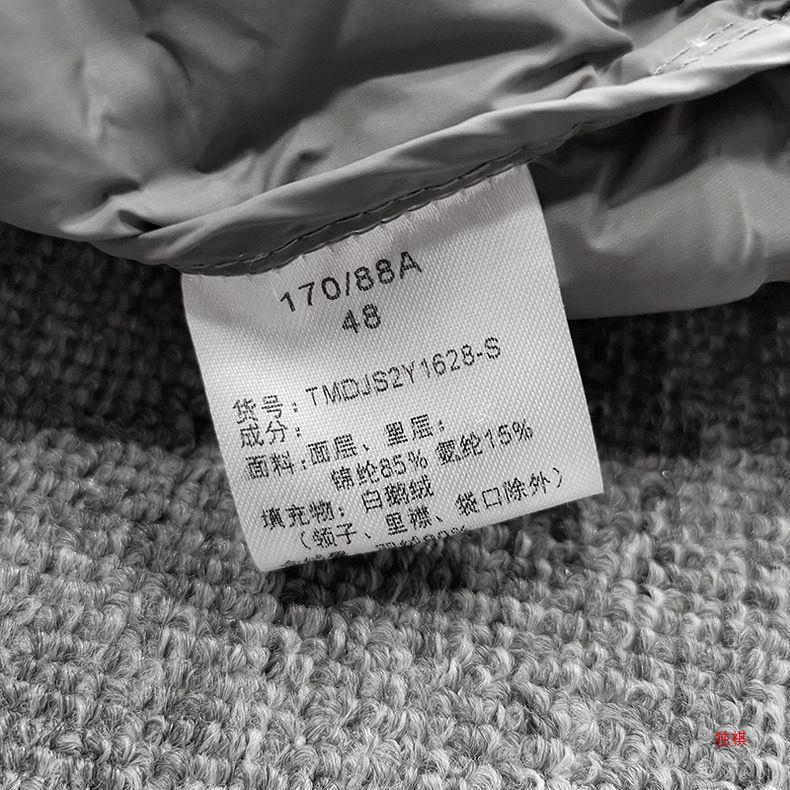 170/88A
48
货号: TMDJS2Y1628-S
成分:
面料: 面层、里层:
锦纶85% 氨纶15%
填充物: 白鹅绒
(领子、里襟、袋口除外)